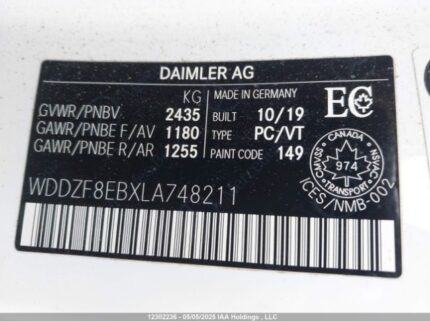 DAIMLER AG
KG
GVWR/PNBV 2435
GAWR/PNBE F/AV 1180
GAWR/PNBE R/AR 1255
MADE IN GERMANY
BUILT 10/19
TYPE PC/VT
PAINT CODE 149
EC
CANADA
SVAC/NSVAC
974
TRANSPORT
ICES/NMB-002
WDDZF8EBXLA748211
12302236 - 05/05/2025 IAA Holdings, LLC